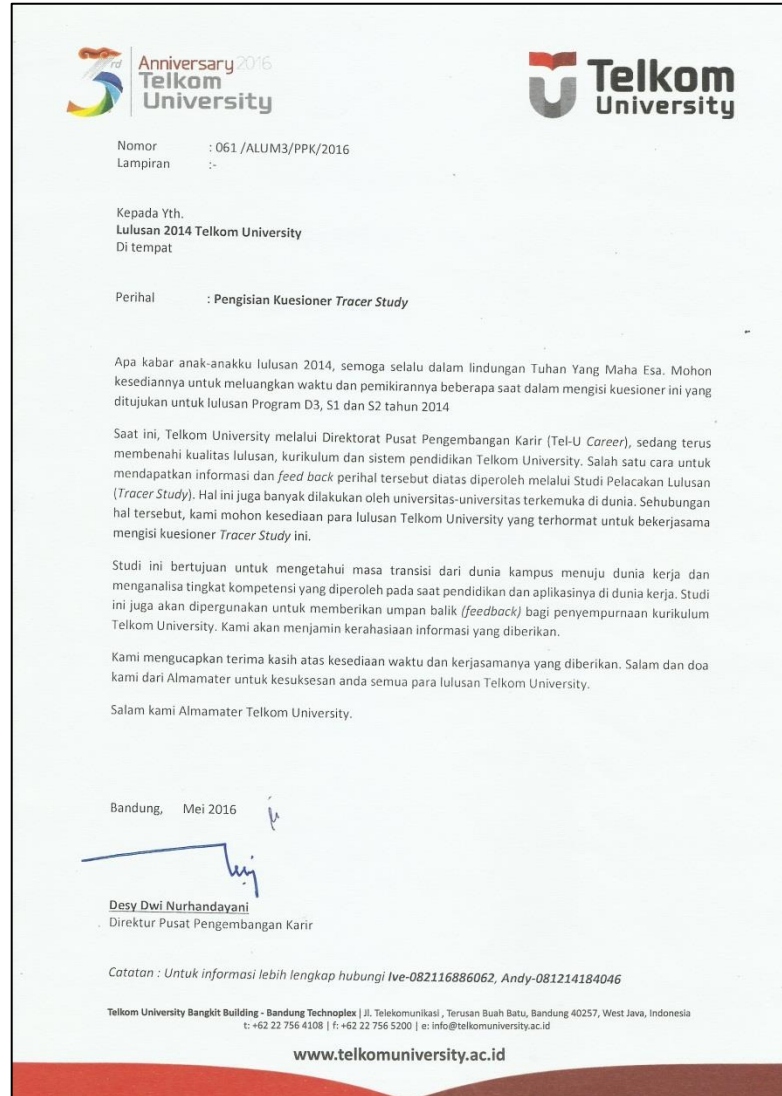 3rd Anniversary 2016
Telkom
University
Telkom
University
Nomor : 061 /ALUM3/PPK/2016
Lampiran :-
Kepada Yth.
Lulusan 2014 Telkom University
Di tempat
Perihal : Pengisian Kuesioner Tracer Study
Apa kabar anak-anakku lulusan 2014, semoga selalu dalam lindungan Tuhan Yang Maha Esa. Mohon
kesediannya untuk meluangkan waktu dan pemikirannya beberapa saat dalam mengisi kuesioner ini yang
ditujukan untuk lulusan Program D3, S1 dan S2 tahun 2014
Saat ini, Telkom University melalui Direktorat Pusat Pengembangan Karir (Tel-U Career), sedang terus
membenahi kualitas lulusan, kurikulum dan sistem pendidikan Telkom University. Salah satu cara untuk
mendapatkan informasi dan feed back perihal tersebut diatas diperoleh melalui Studi Pelacakan Lulusan
(Tracer Study). Hal ini juga banyak dilakukan oleh universitas-universitas terkemuka di dunia. Sehubungan
hal tersebut, kami mohon kesediaan para lulusan Telkom University yang terhormat untuk bekerjasama
mengisi kuesioner Tracer Study ini.
Studi ini bertujuan untuk mengetahui masa transisi dari dunia kampus menuju dunia kerja dan
menganalisa tingkat kompetensi yang diperoleh pada saat pendidikan dan aplikasinya di dunia kerja. Studi
ini juga akan dipergunakan untuk memberikan umpan balik (feedback) bagi penyempurnaan kurikulum
Telkom University. Kami akan menjamin kerahasiaan informasi yang diberikan.
Kami mengucapkan terima kasih atas kesediaan waktu dan kerjasamanya yang diberikan. Salam dan doa
kami dari Almamater untuk kesuksesan anda semua para lulusan Telkom University.
Salam kami Almamater Telkom University.
Bandung, Mei 2016
Desy Dwi Nurhandayani
Direktur Pusat Pengembangan Karir
Catatan : Untuk informasi lebih lengkap hubungi Ive-082116886062, Andy-081214184046
Telkom University Bangkit Building - Bandung Technoplex | Jl. Telekomunikasi , Terusan Buah Batu, Bandung 40257, West Java, Indonesia
t: +62 22 756 4108 | f: +62 22 756 5200 | e: info@telkomuniversity.ac.id
www.telkomuniversity.ac.id